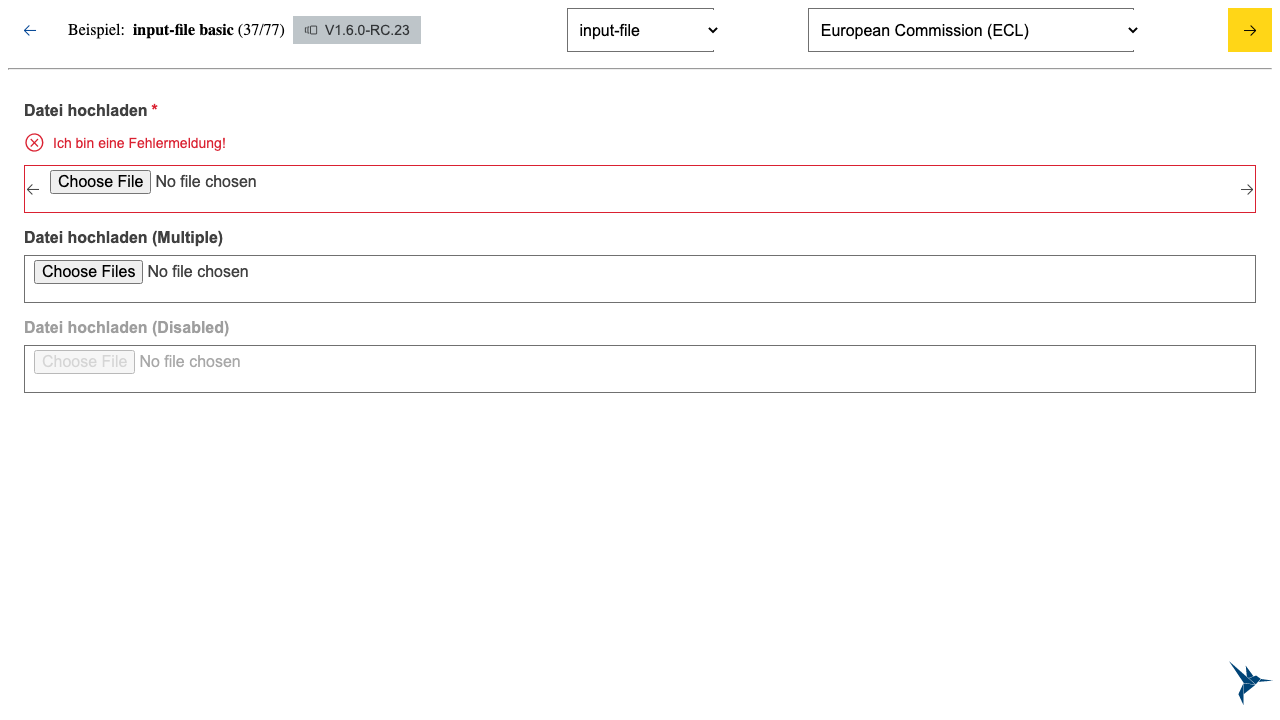 Beispiel: input-file basic (37/77) V1.6.0-RC.23 input-file European Commission (ECL)
Datei hochladen *
Ich bin eine Fehlermeldung!
Choose File No file chosen
Datei hochladen (Multiple)
Choose Files No file chosen
Datei hochladen (Disabled)
Choose File No file chosen